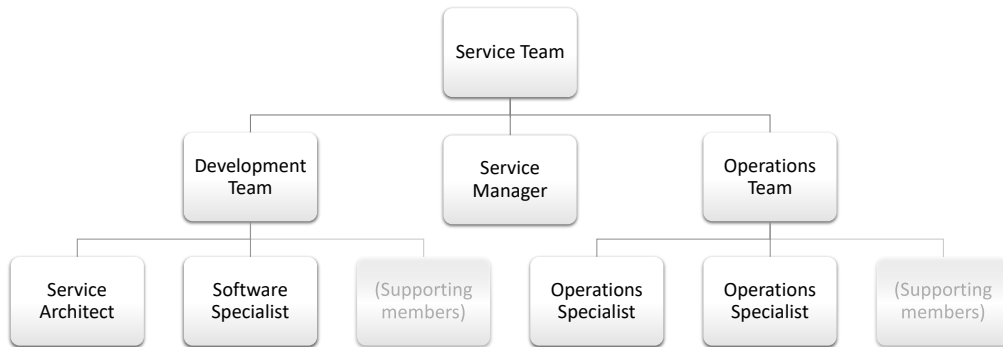 Service Team
Development
Team
Service
Manager
Operations
Team
Service
Architect
Software
Specialist
(Supporting
members)
Operations
Specialist
Operations
Specialist
(Supporting
members)